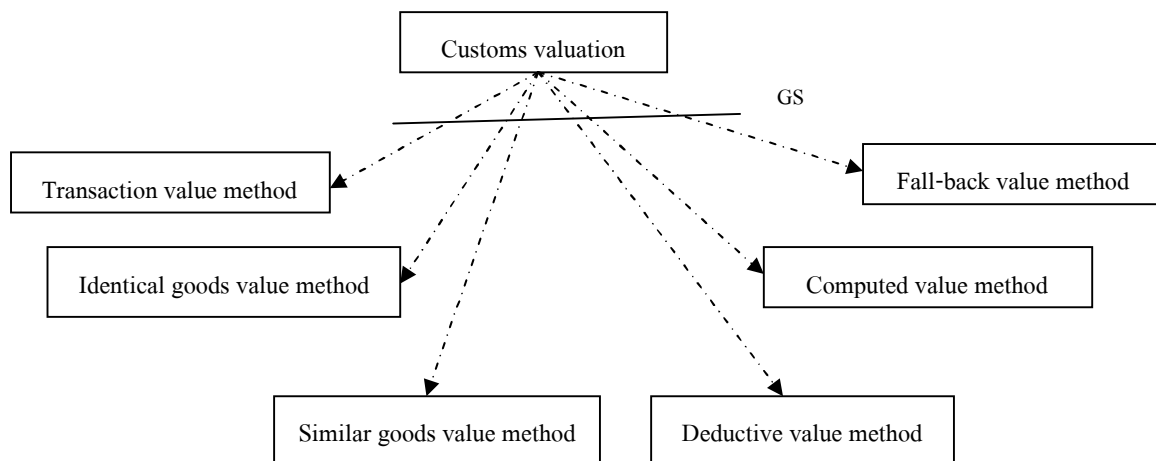 Customs valuation
GS
Transaction value method
Fall-back value method
Identical goods value method
Computed value method
Similar goods value method
Deductive value method